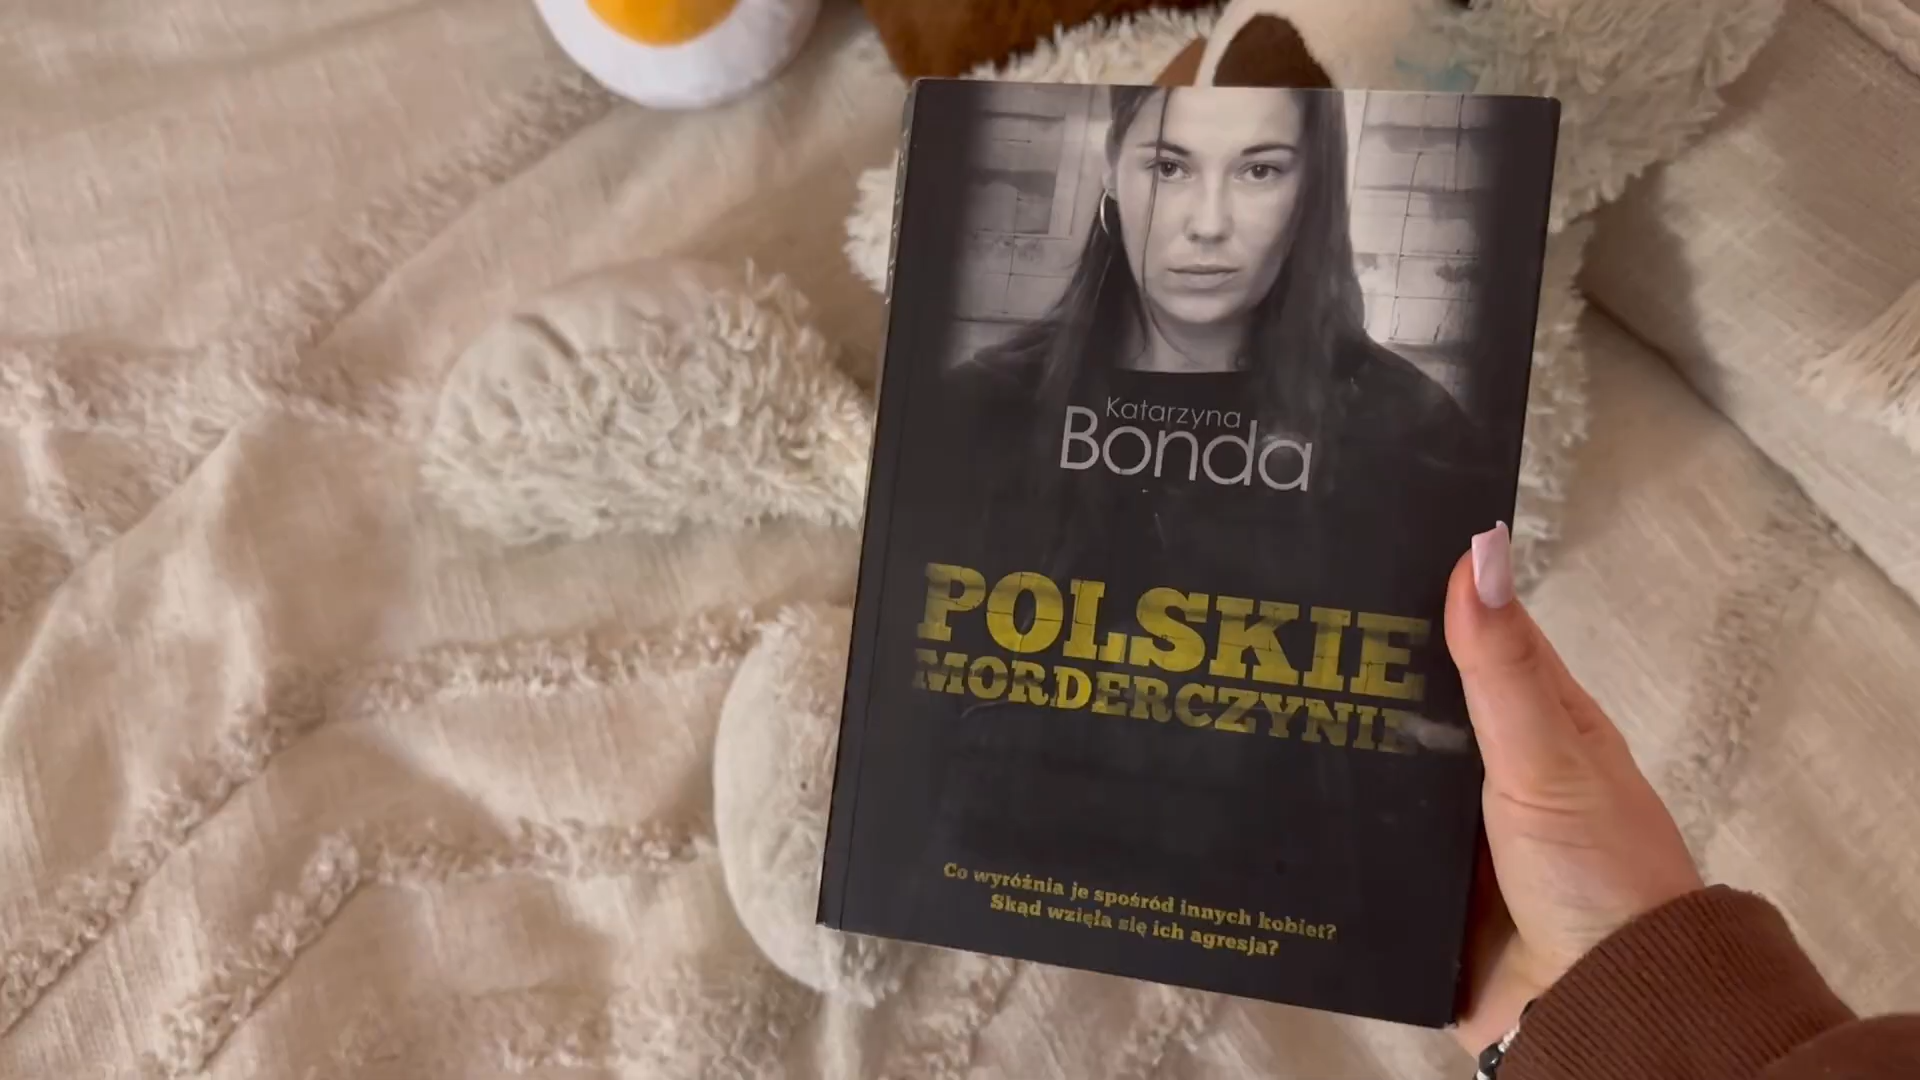 Katarzyna
Bonda
POLSKIE
MORDERCZYNIE
Co wyróżnia je spośród innych kobiet?
Skąd wzięła się ich agresja?